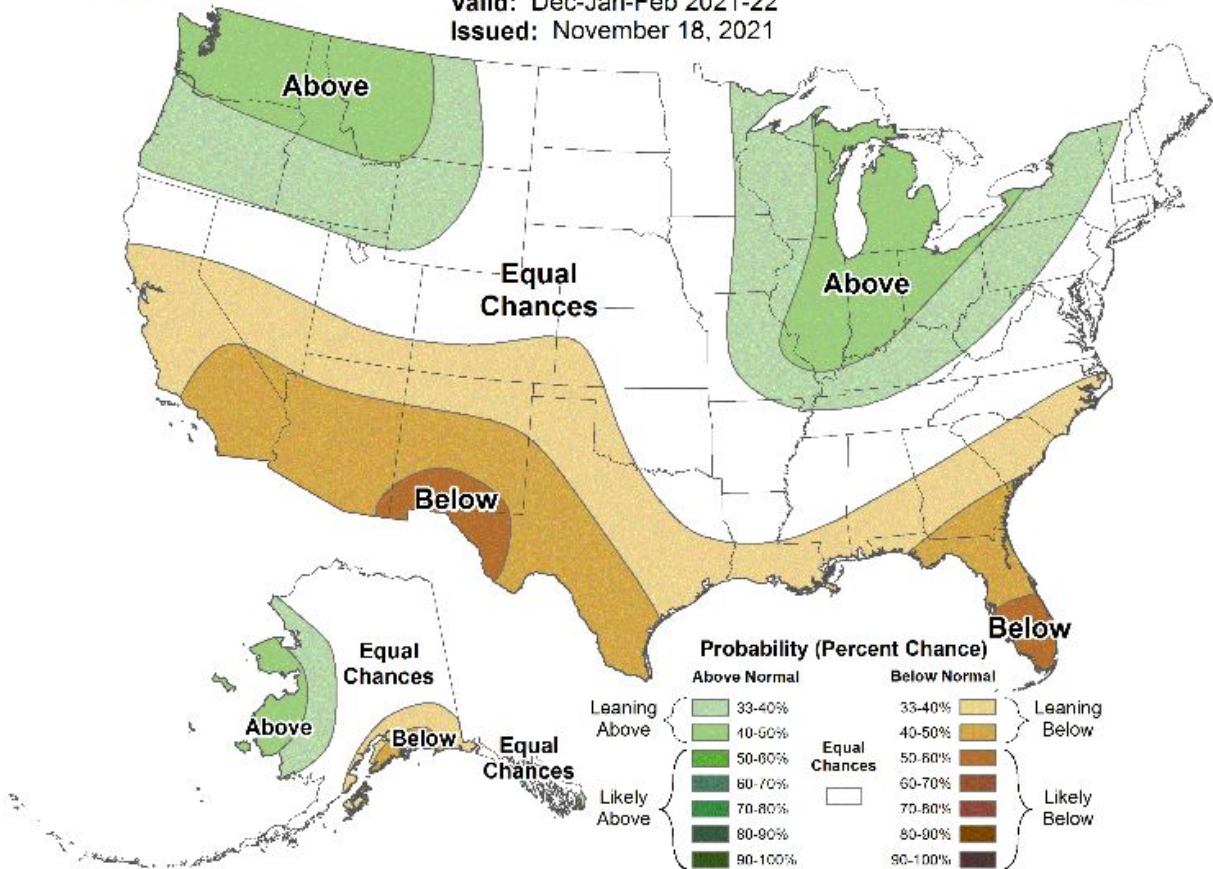 Valid: Dec-Jan-Feb 2021-22
Issued: November 18, 2021
Above
Equal
Chances
Above
Below
Below
Equal
Chances
Above
Below
Equal
Chances
Probability (Percent Chance)
Above Normal
Below Normal
Leaning
Above
33-40%
40-50%
Likely
Above
50-60%
60-70%
70-80%
80-90%
90-100%
Equal
Chances
33-40%
40-50%
Leaning
Below
50-60%
60-70%
70-80%
80-90%
90-100%
Likely
Below